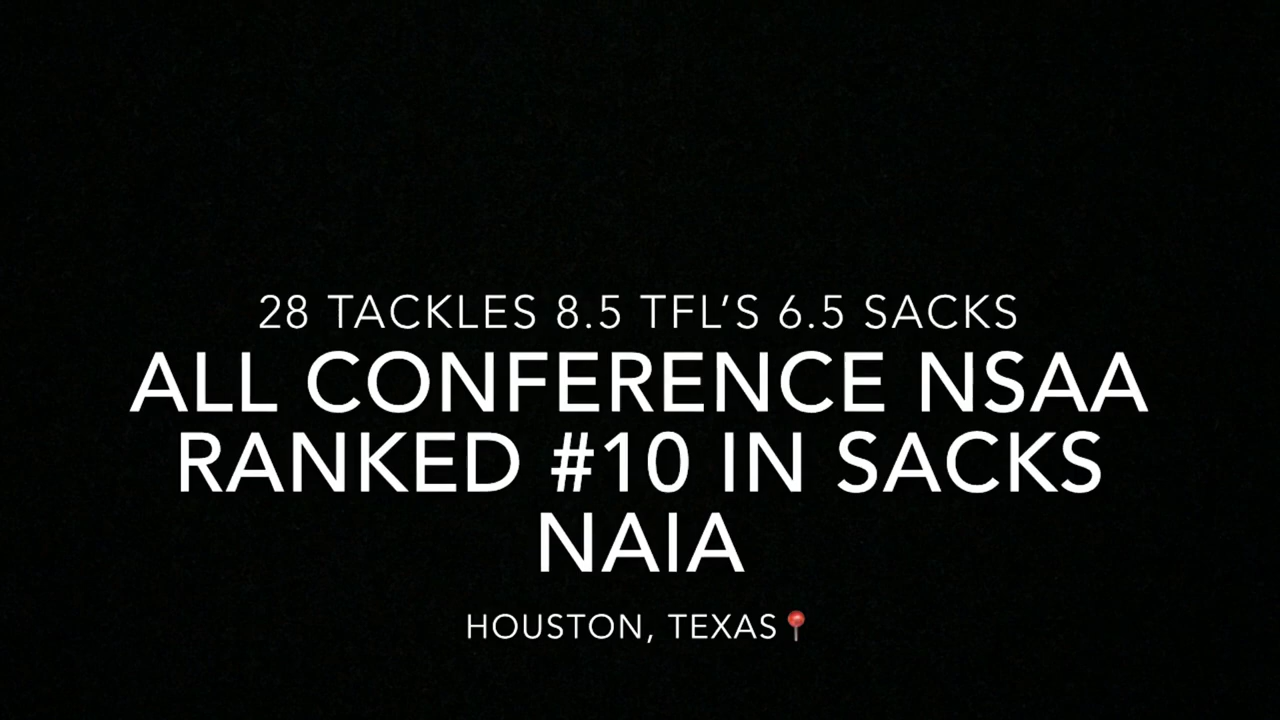 28 TACKLES 8.5 TFL’S 6.5 SACKS
ALL CONFERENCE NSAA
RANKED #10 IN SACKS
NAIA
HOUSTON, TEXAS📍